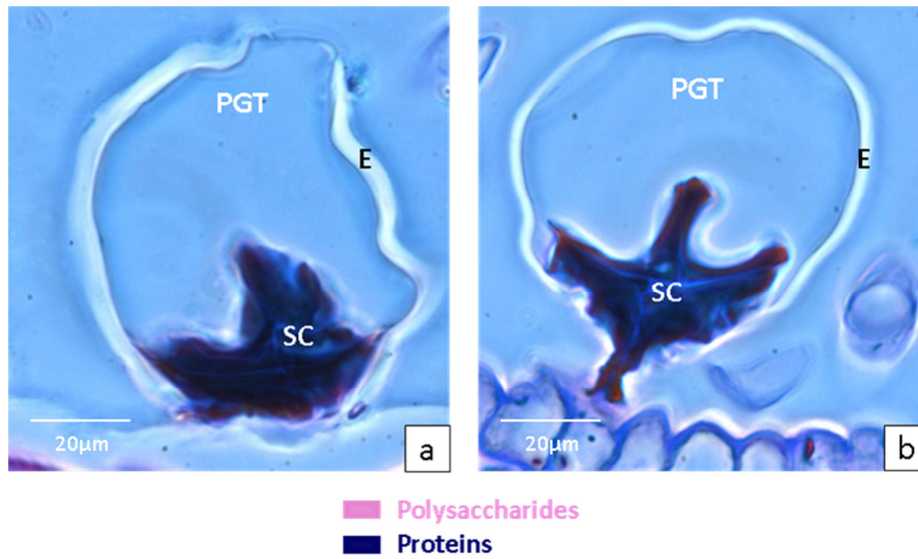 PGT
E
SC
20µm
a
PGT
E
SC
20µm
b
Polysaccharides
Proteins